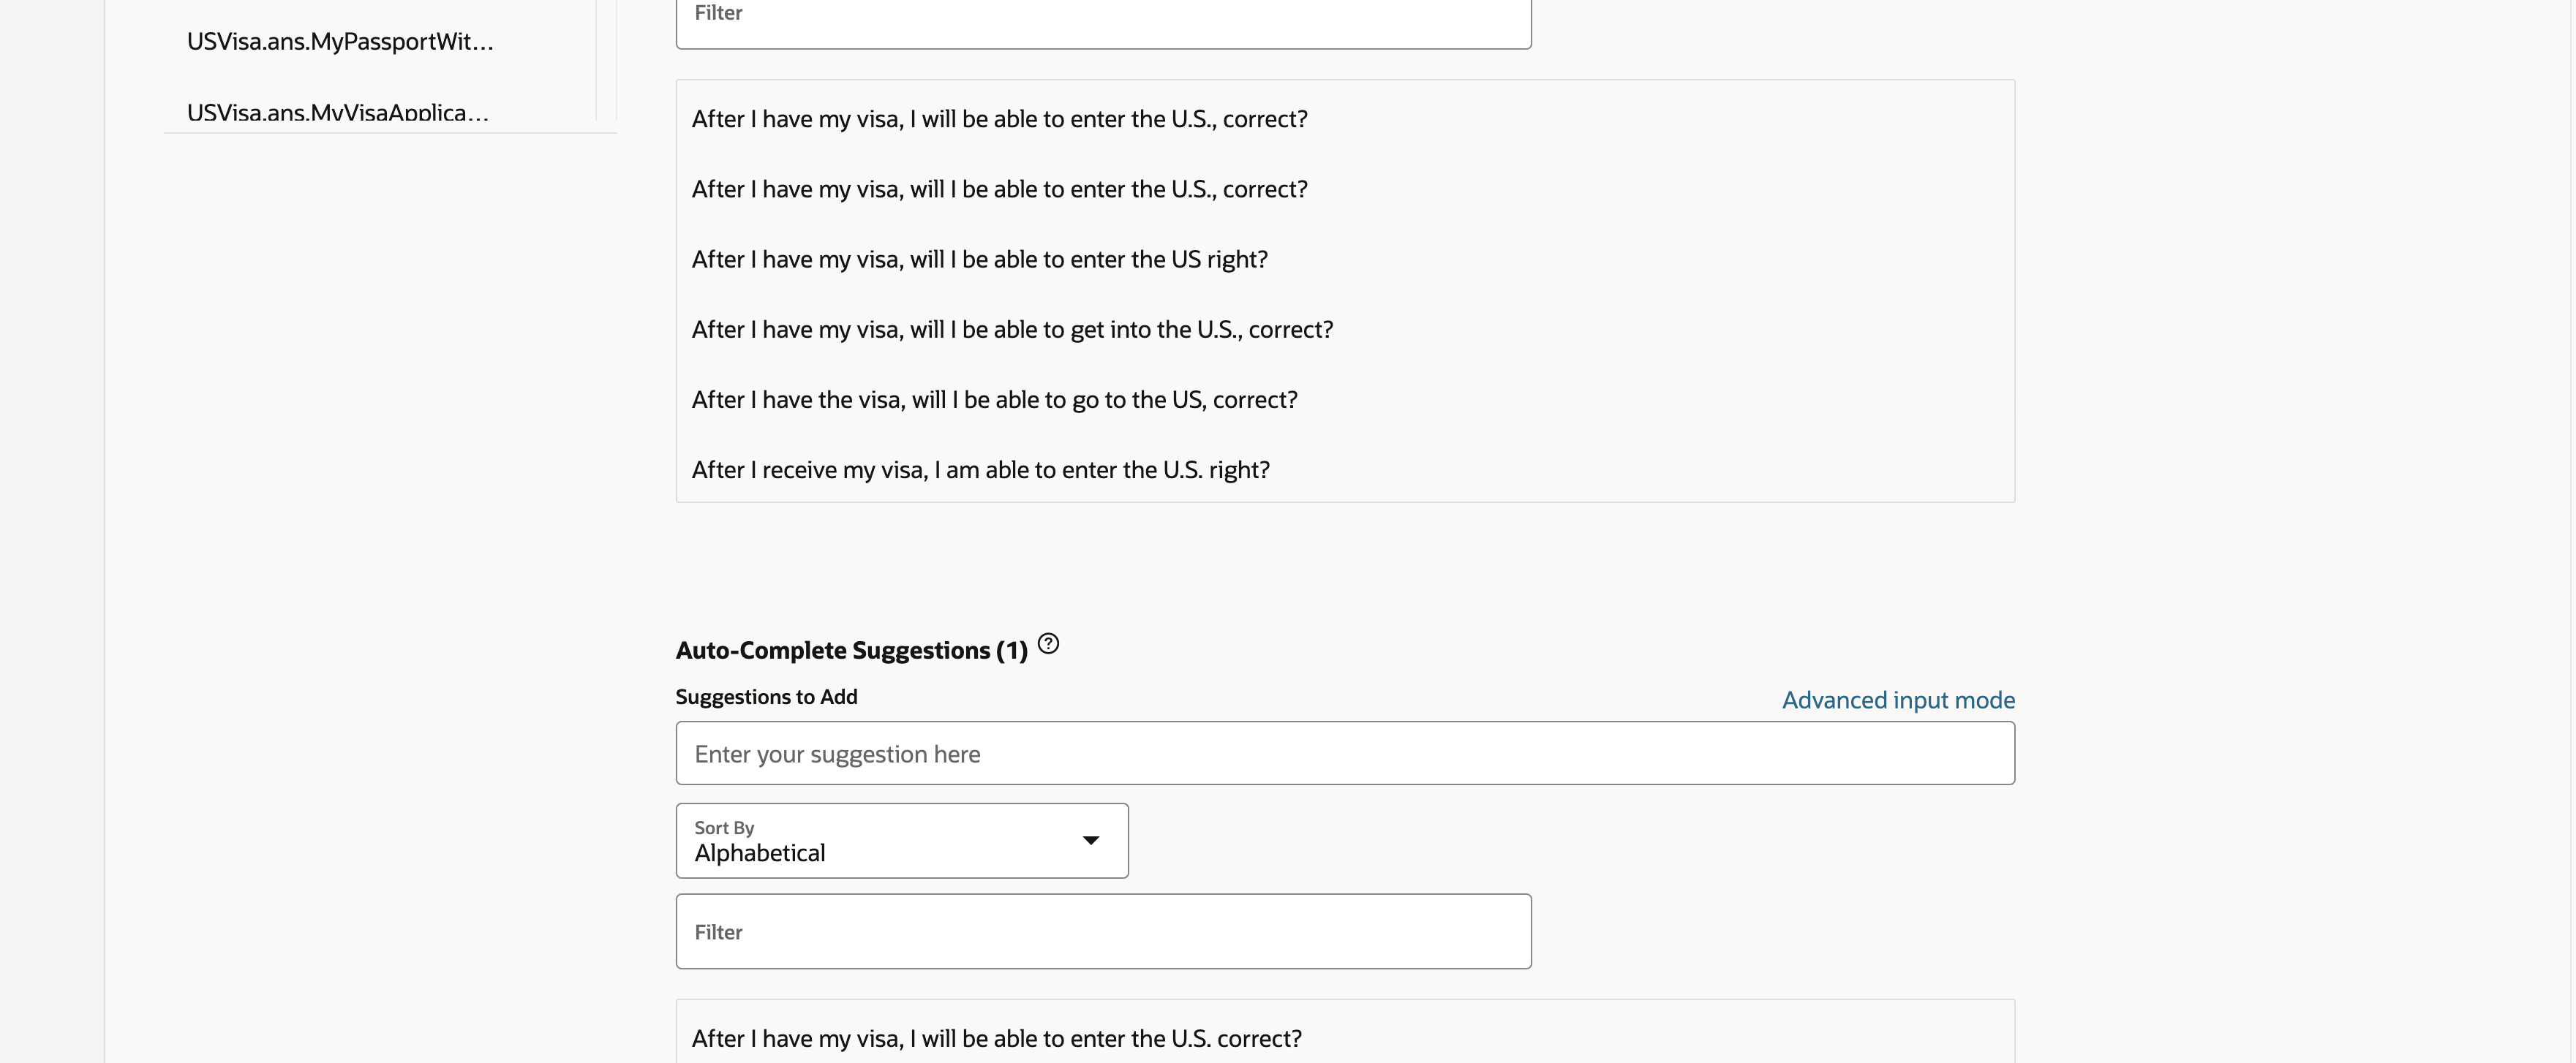 USVisa.ans.MyPassportWit...
USVisa.ans.MyVisaApplica...
Filter
After I have my visa, I will be able to enter the U.S., correct?
After I have my visa, will I be able to enter the U.S., correct?
After I have my visa, will I be able to enter the US right?
After I have my visa, will I be able to get into the U.S., correct?
After I have the visa, will I be able to go to the US, correct?
After I receive my visa, I am able to enter the U.S. right?
Auto-Complete Suggestions (1) ?
Suggestions to Add
Advanced input mode
Enter your suggestion here
Sort By
Alphabetical
Filter
After I have my visa, I will be able to enter the U.S. correct?